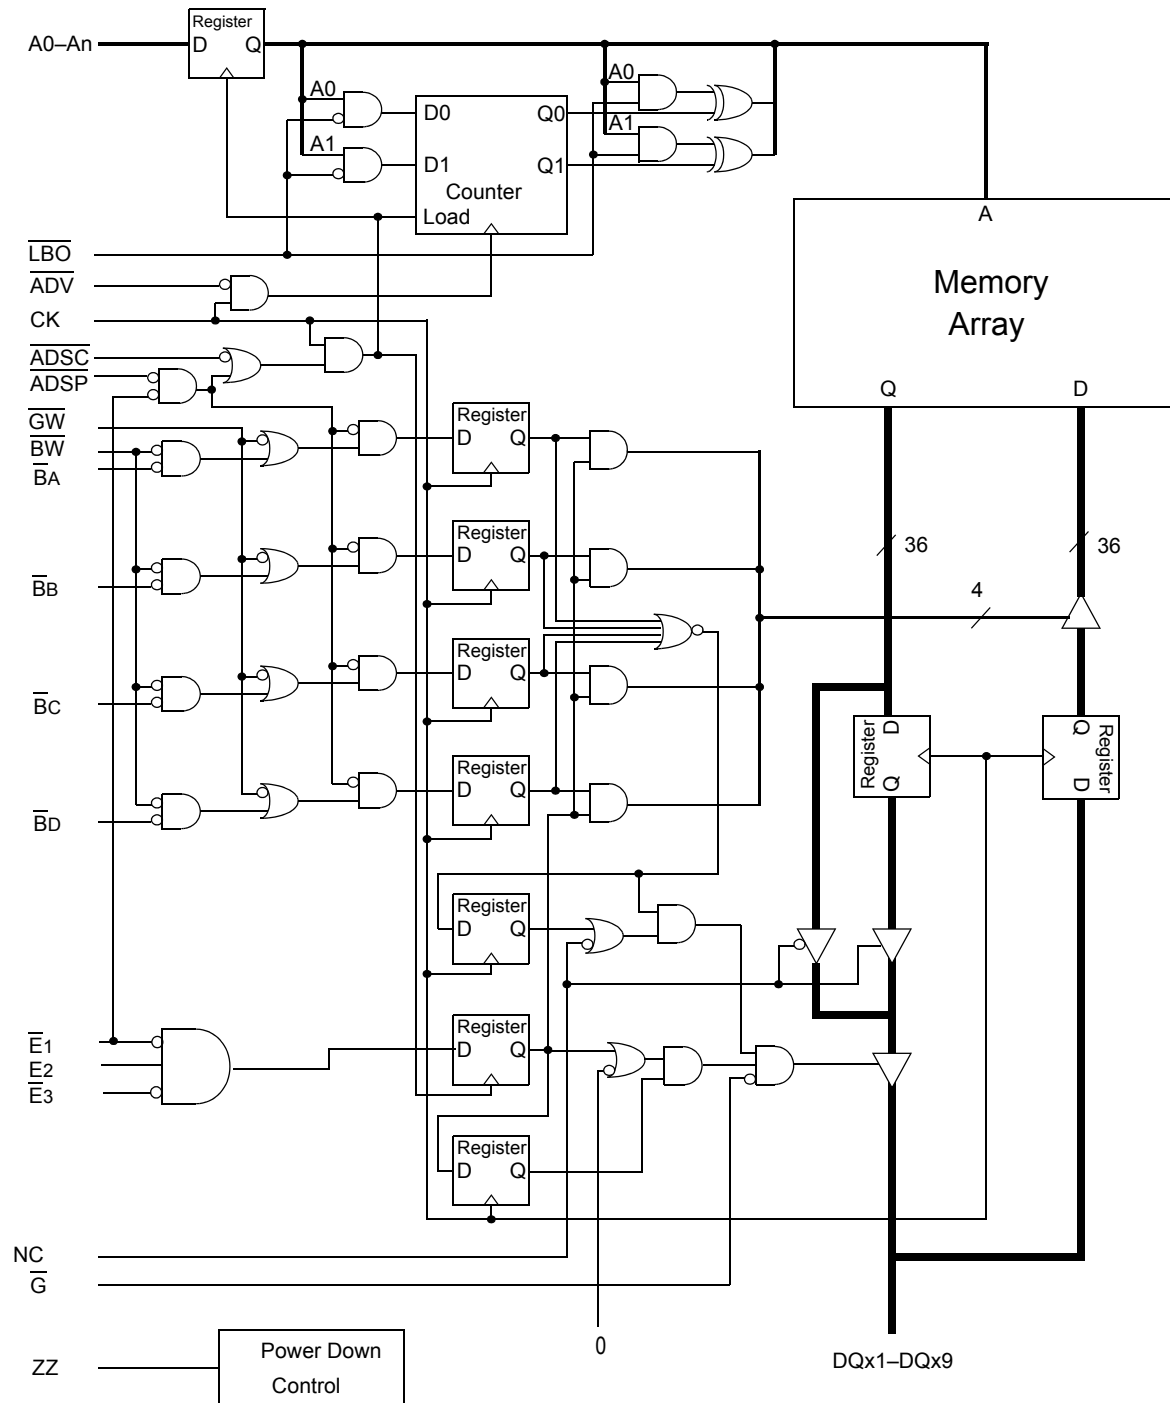 Register
A0–An
D Q
A0
A0
D0 Q0
A1
A1
D1 Q1
Counter
Load
A
LBO
ADV
Memory
CK
Array
ADSC
ADSP
Q D
GW
Register
BW
D Q
BA
Register
36 36
D Q
BB
4
Register
D Q
BC
D Register Q
Q Register D
Register
D Q
BD
Register
D Q
Register
E1
D Q
E2
E3
Register
D Q
NC
G
0
Power Down
DQx1–DQx9
ZZ
Control